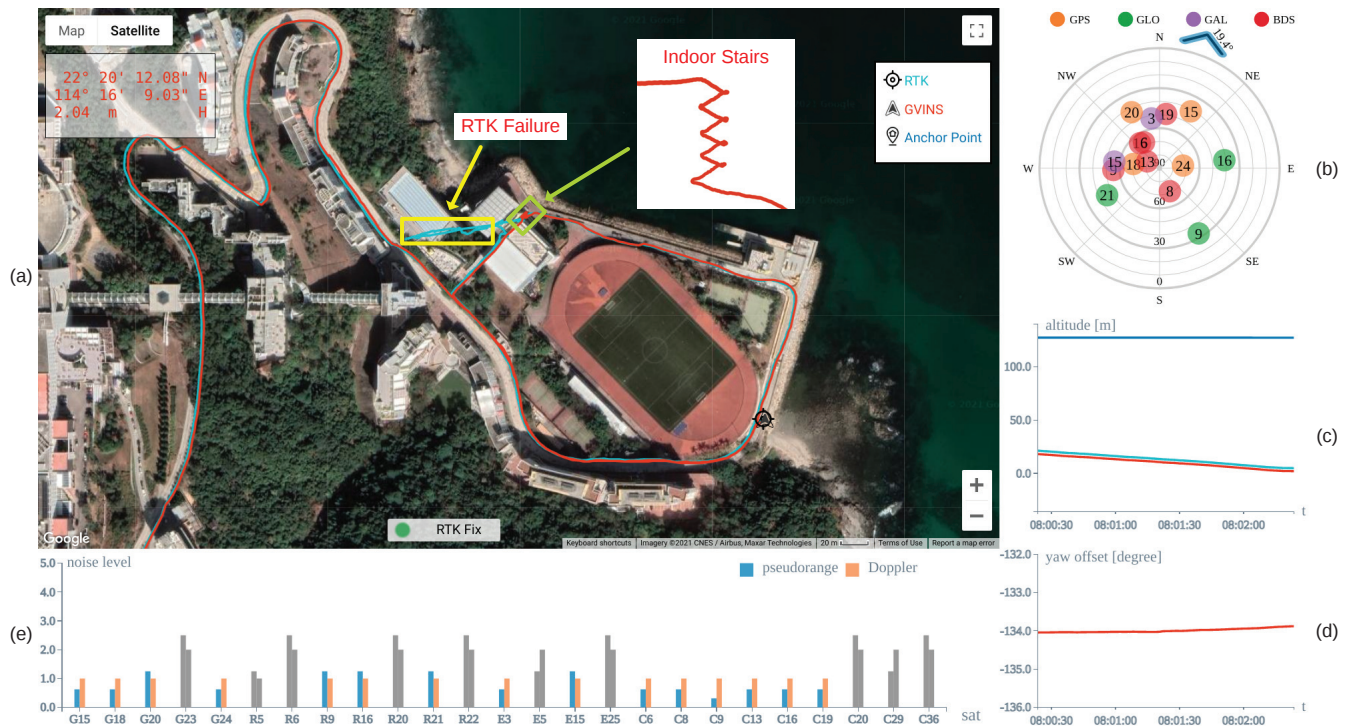 (a)
Map
Satellite
22° 20' 12.08" N
114° 16' 9.03" E
2.04 m H
RTK Failure
Indoor Stairs
RTK
GVINS
Anchor Point
RTK Fix
Google
Keyboard shortcuts
Imagery ©2021 CNES / Airbus, Maxar Technologies
20 m
Terms of Use
Report a map error
GPS
GLO
GAL
BDS
19.4°
N
NW
NE
20
3
19
15
16
15
9
18
13
90
24
16
W
E
(b)
21
8
60
9
30
SW
SE
0
S
altitude [m]
100.0
50.0
0.0
(c)
t
08:00:30 08:01:00 08:01:30 08:02:00
yaw offset [degree]
-132.0
-133.0
-134.0
-135.0
-136.0
(d)
t
08:00:30 08:01:00 08:01:30 08:02:00
(e)
noise level
pseudorange
Doppler
5.0
4.0
3.0
2.0
1.0
0.0
G15 G18 G20 G23 G24 R5 R6 R9 R16 R20 R21 R22 E3 E5 E15 E25 C6 C8 C9 C13 C16 C19 C20 C29 C36 sat